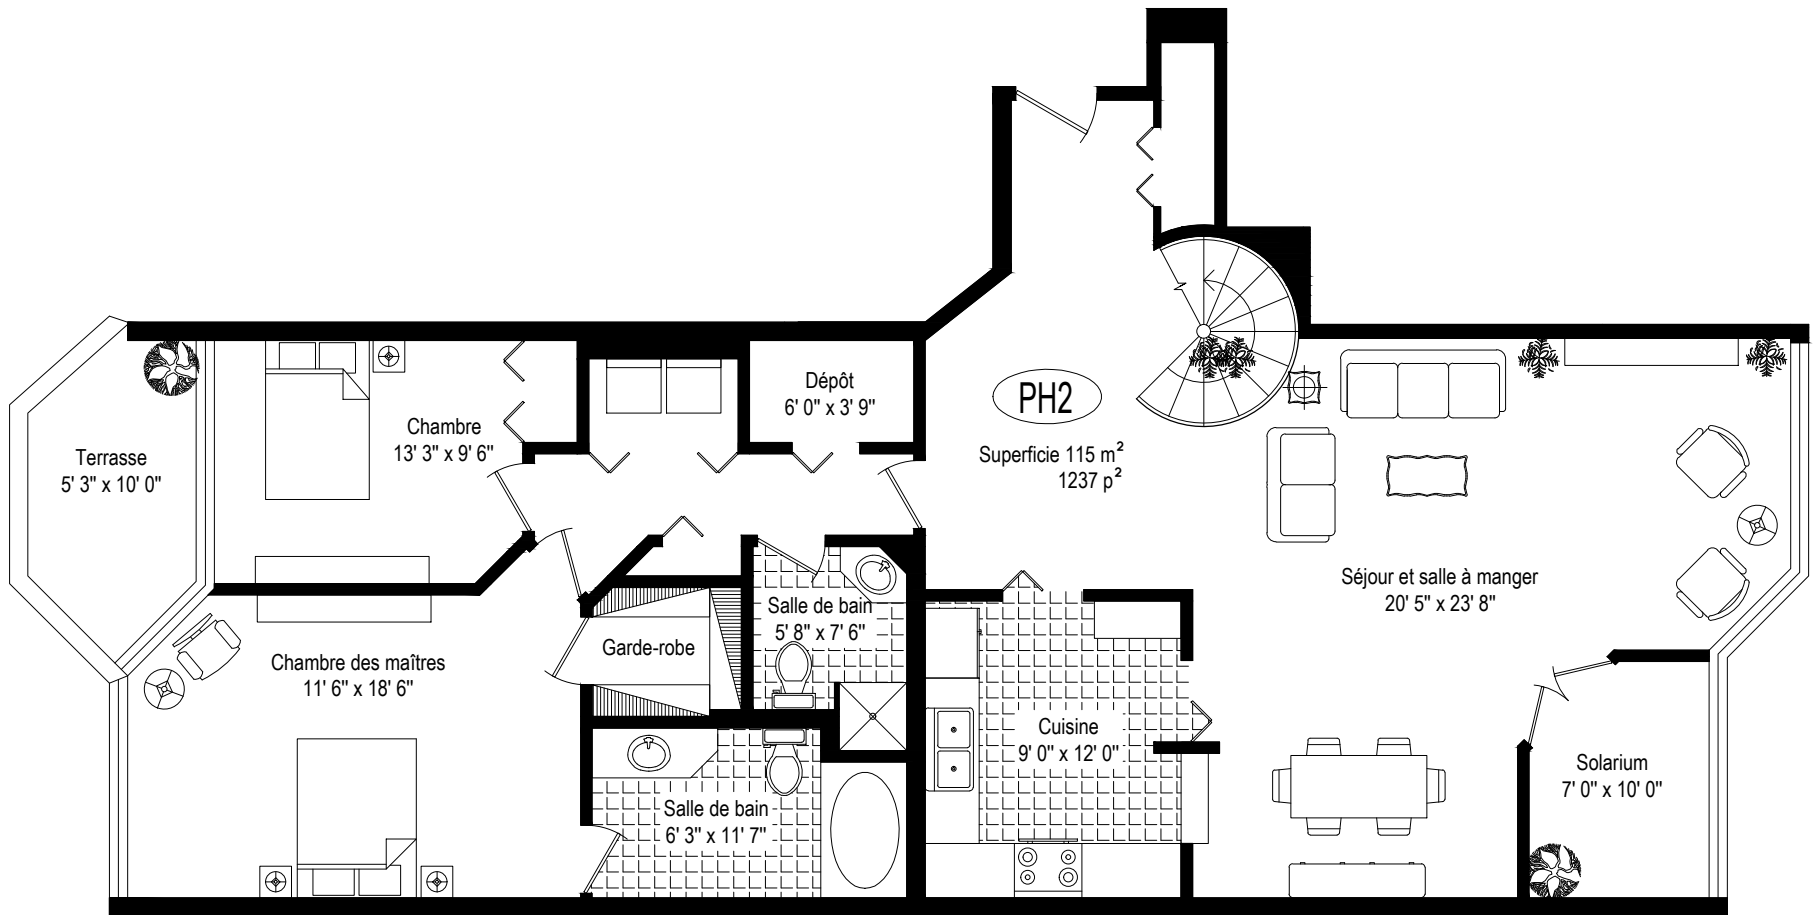 PH2
Superficie 115 m²
1237 p²
Dépôt
6' 0" x 3' 9"
Chambre
13' 3" x 9' 6"
Terrasse
5' 3" x 10' 0"
Séjour et salle à manger
20' 5" x 23' 8"
Salle de bain
5' 8" x 7' 6"
Garde-robe
Chambre des maîtres
11' 6" x 18' 6"
Cuisine
9' 0" x 12' 0"
Solarium
7' 0" x 10' 0"
Salle de bain
6' 3" x 11' 7"